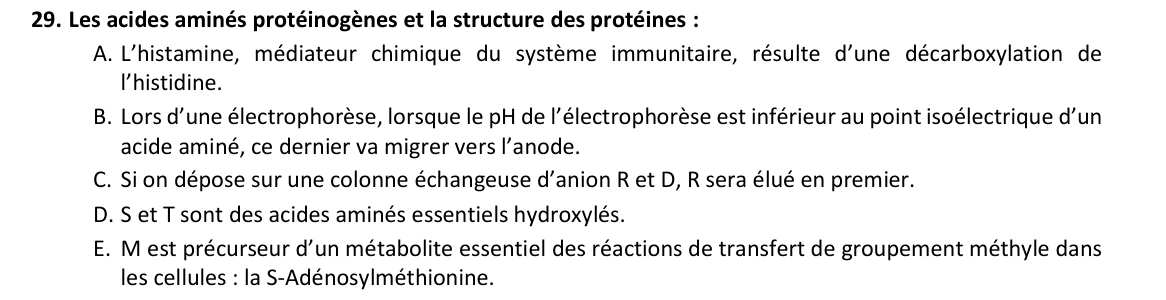 29. Les acides aminés protéinogènes et la structure des protéines :
A. L'histamine, médiateur chimique du système immunitaire, résulte d'une décarboxylation de
l'histidine.
B. Lors d'une électrophorèse, lorsque le pH de l'électrophorèse est inférieur au point isoélectrique d'un
acide aminé, ce dernier va migrer vers l'anode.
C. Si on dépose sur une colonne échangeuse d'anion R et D, R sera élué en premier.
D. S et T sont des acides aminés essentiels hydroxylés.
E. M est précurseur d'un métabolite essentiel des réactions de transfert de groupement méthyle dans
les cellules : la S-Adénosylméthionine.